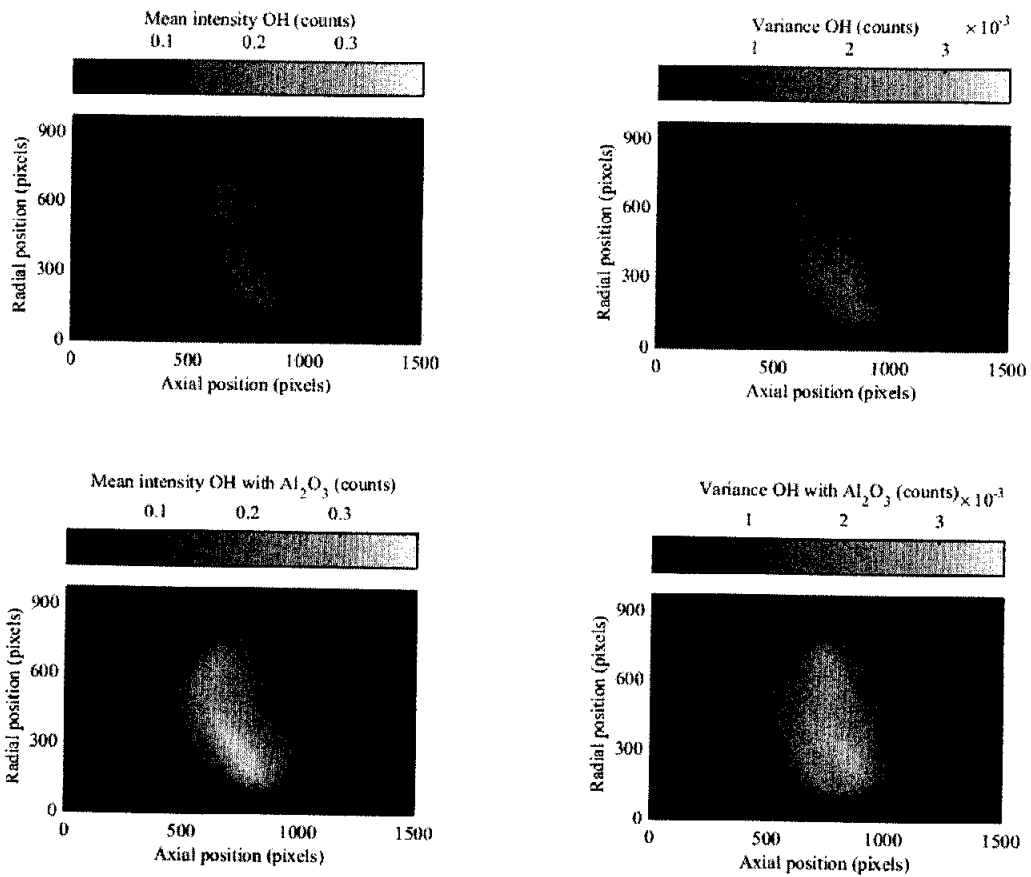 Mean intensity OH (counts)
0.1 0.2 0.3
900
600
300
0
Radial position (pixels)
0 500 1000 1500
Axial position (pixels)
Variance OH (counts) × 10⁻³
1 2 3
900
600
300
0
Radial position (pixels)
0 500 1000 1500
Axial position (pixels)
Mean intensity OH with Al₂O₃ (counts)
0.1 0.2 0.3
900
600
300
0
Radial position (pixels)
0 500 1000 1500
Axial position (pixels)
Variance OH with Al₂O₃ (counts) × 10⁻³
1 2 3
900
600
300
0
Radial position (pixels)
0 500 1000 1500
Axial position (pixels)